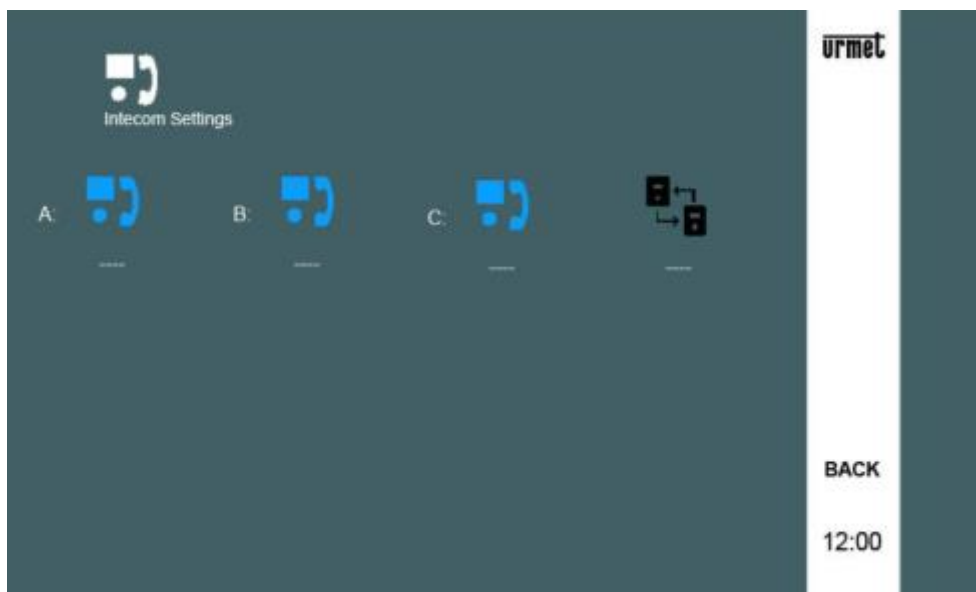 urmet
Intecom Settings
A:
B:
C:
----
----
----
----
BACK
12:00